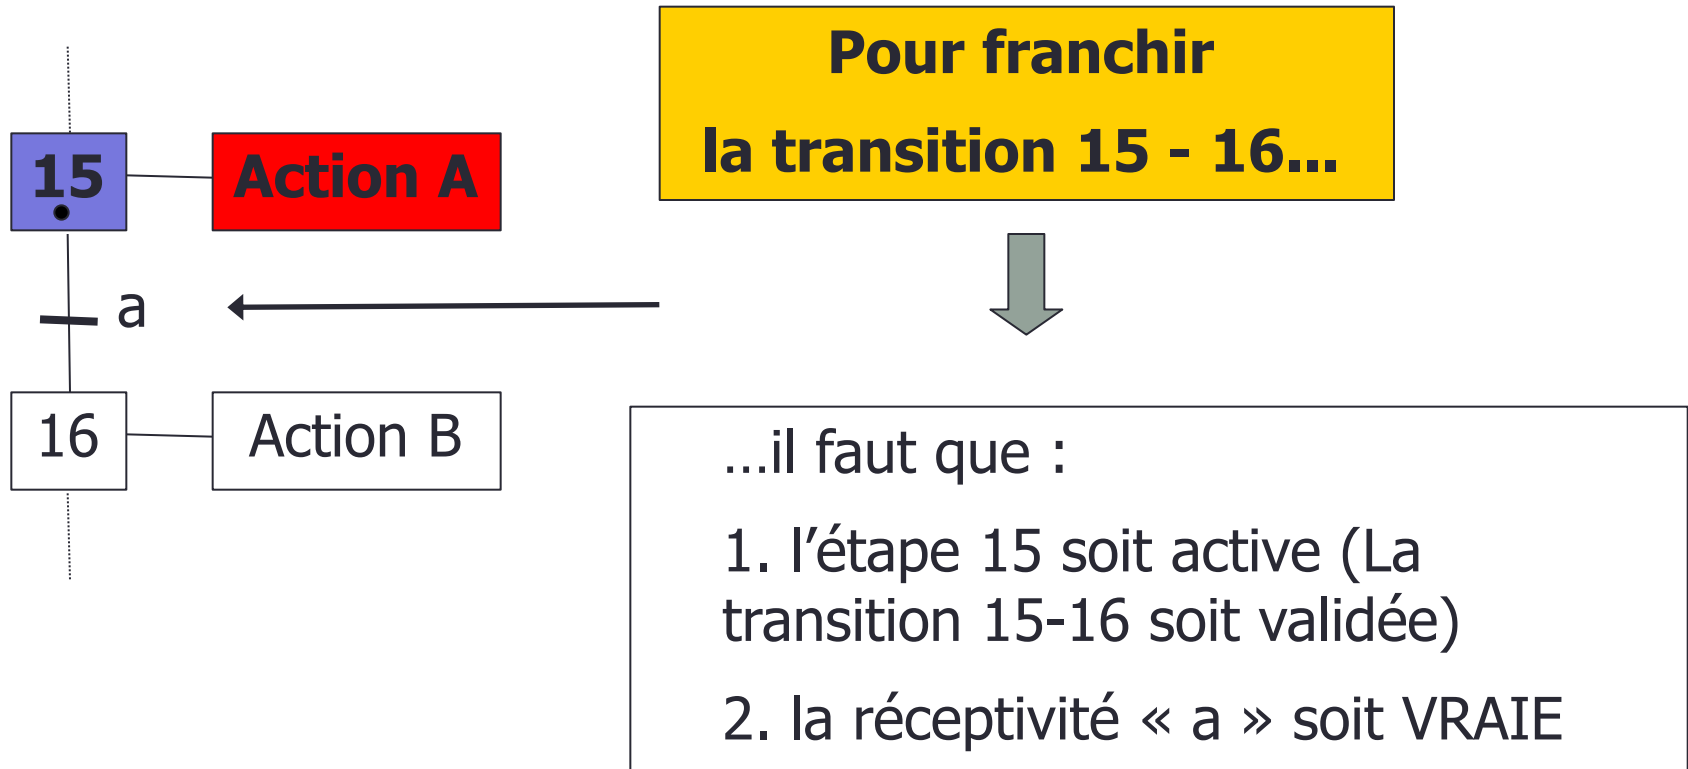 Pour franchir
la transition 15 - 16...
15
Action A
a
16
Action B
...il faut que :
1. l’étape 15 soit active (La
transition 15-16 soit validée)
2. la réceptivité « a » soit VRAIE